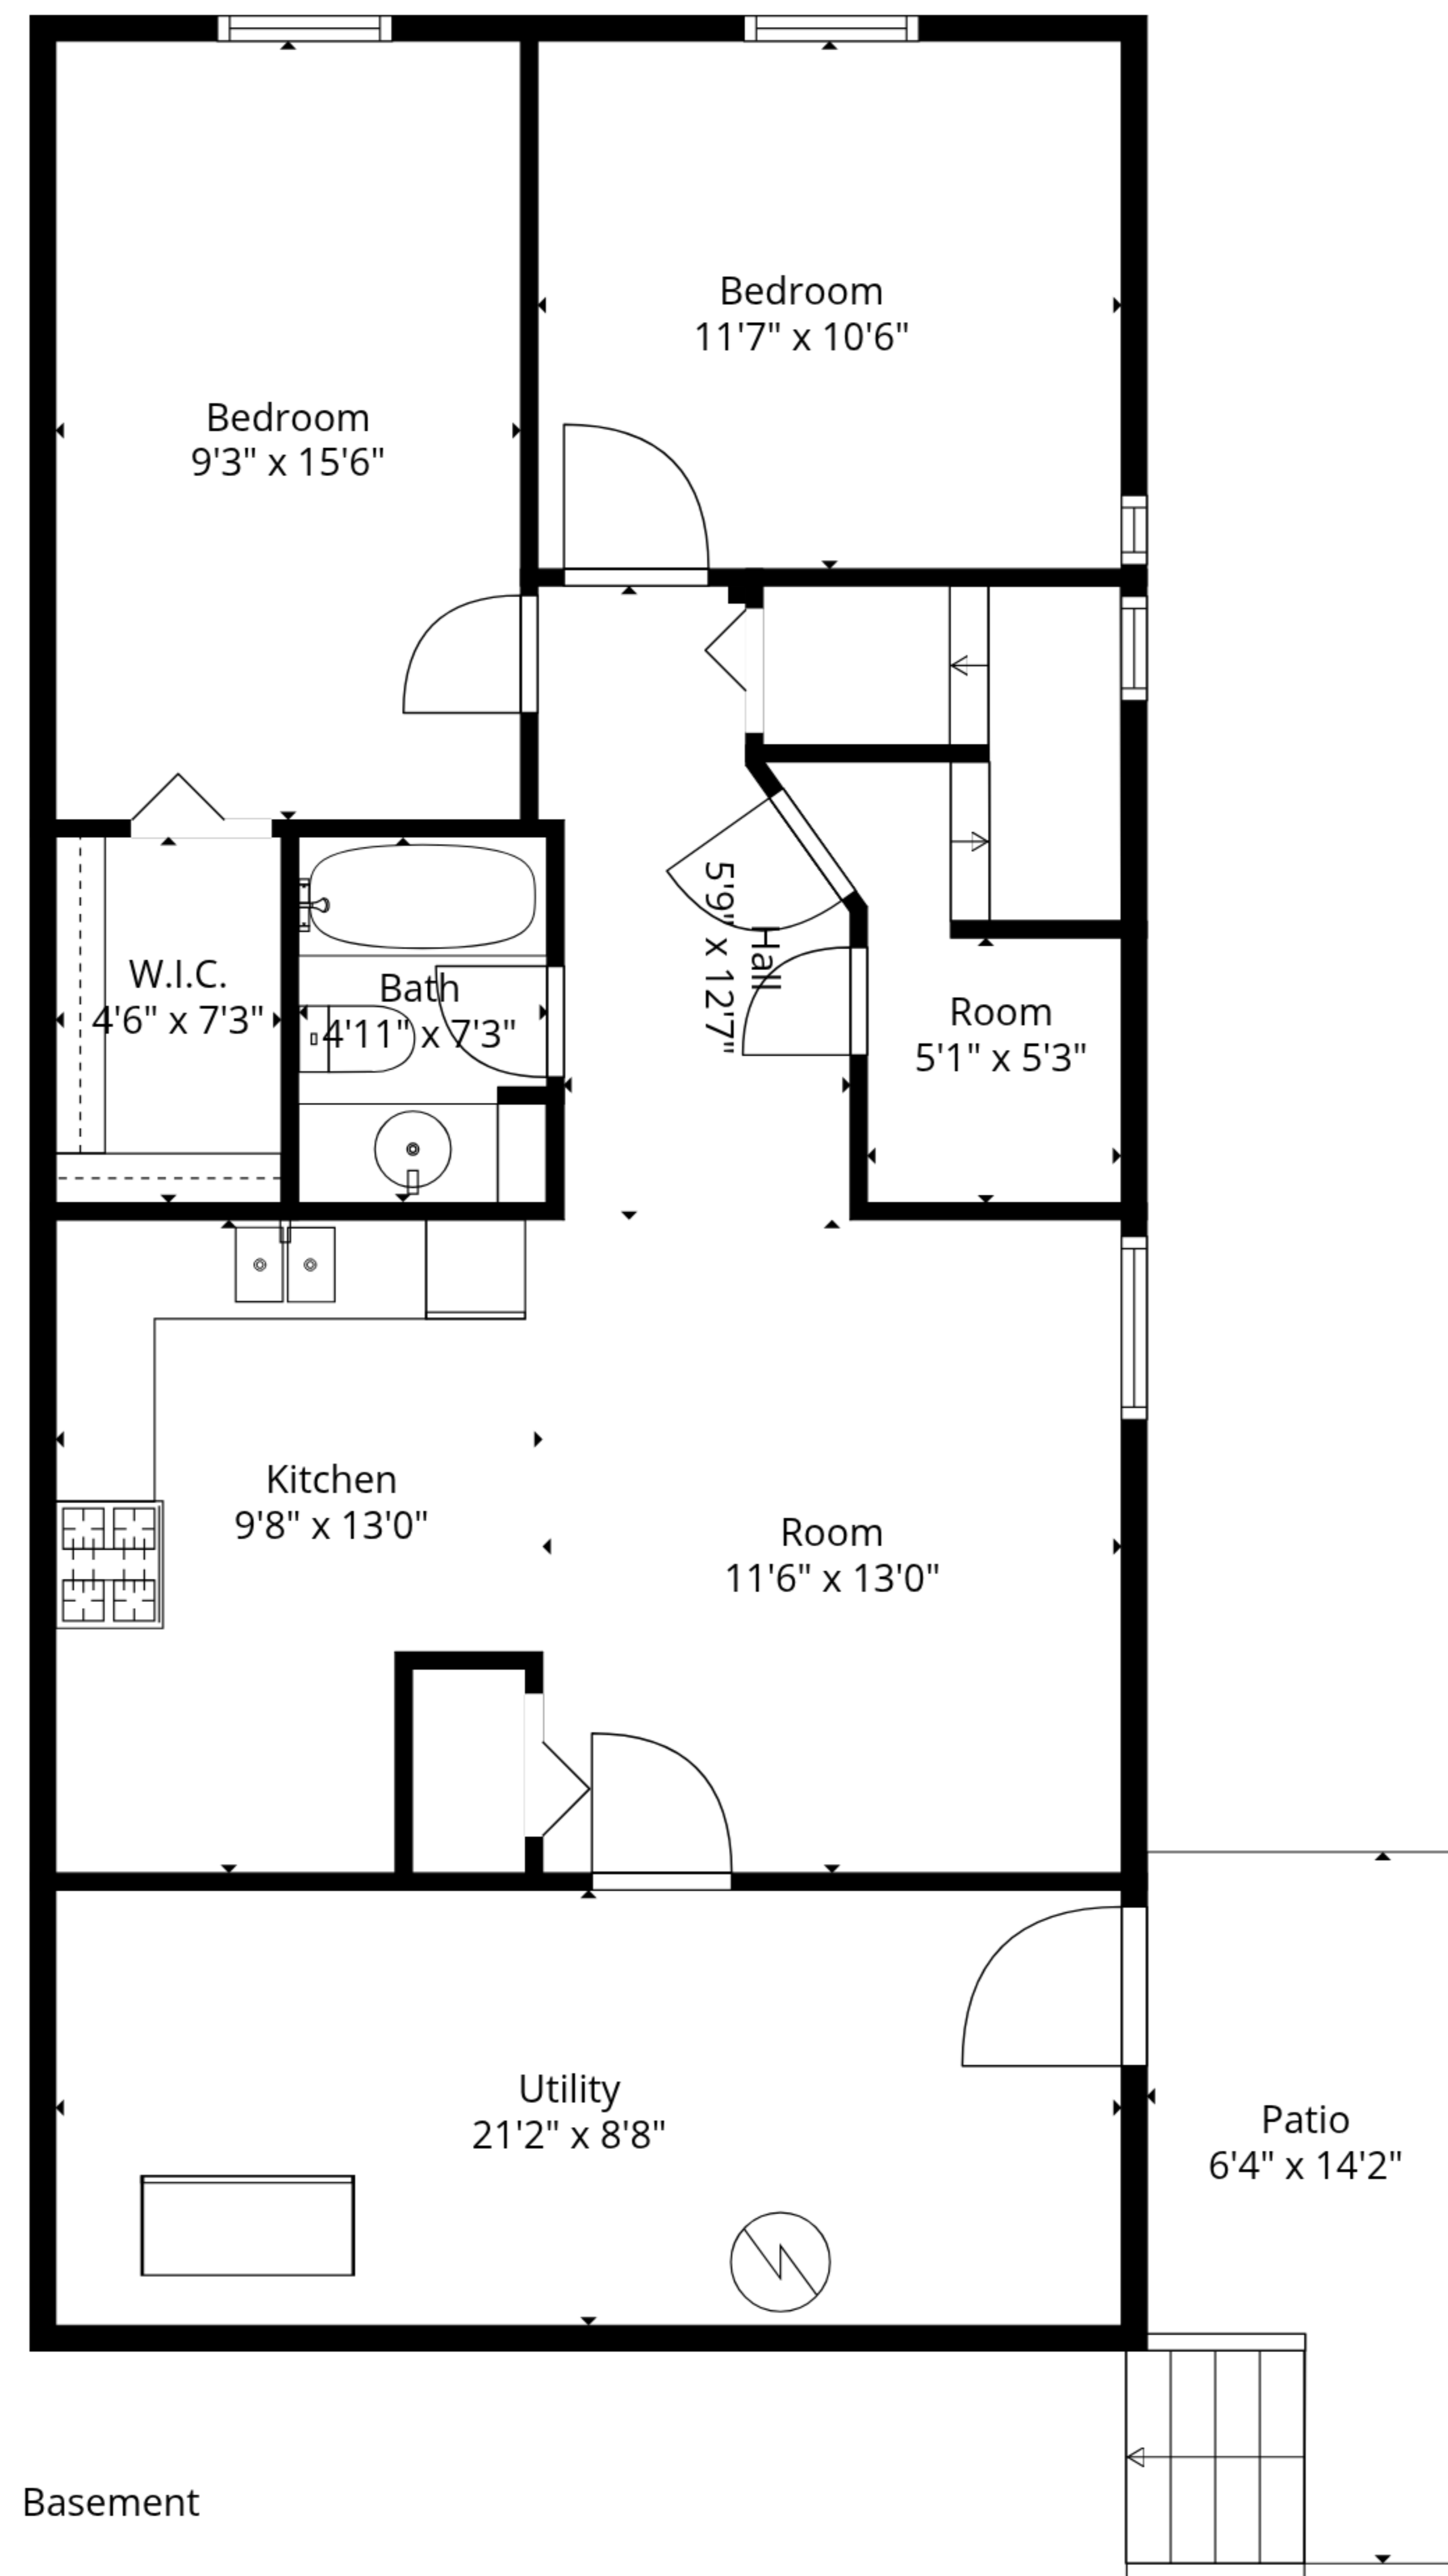 Bedroom
11'7" x 10'6"
Bedroom
9'3" x 15'6"
Hall
5'9" x 12'7"
W.I.C.
4'6" x 7'3"
Bath
4'11" x 7'3"
Room
5'1" x 5'3"
Kitchen
9'8" x 13'0"
Room
11'6" x 13'0"
Utility
21'2" x 8'8"
Patio
6'4" x 14'2"
Basement